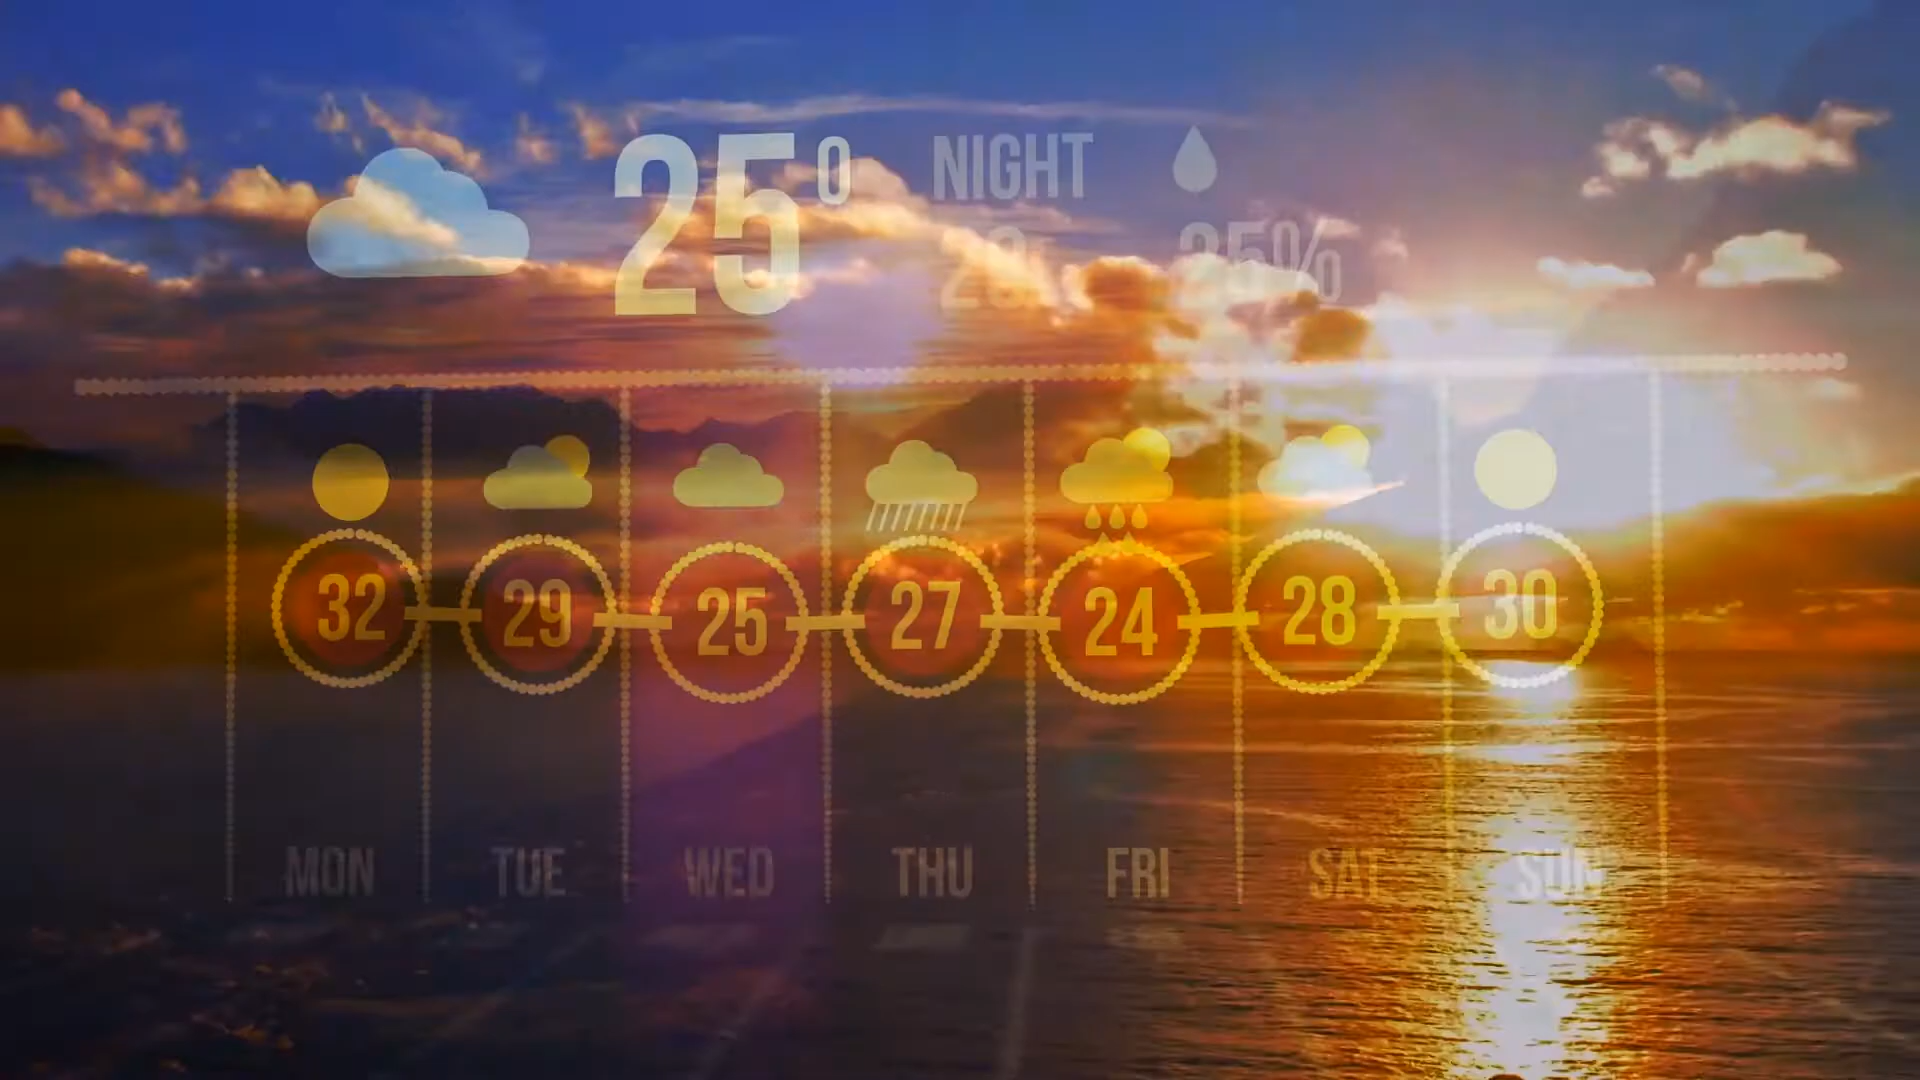 25°
NIGHT
32 29 25 27 24 28 30
MON TUE WED THU FRI SAT SUN